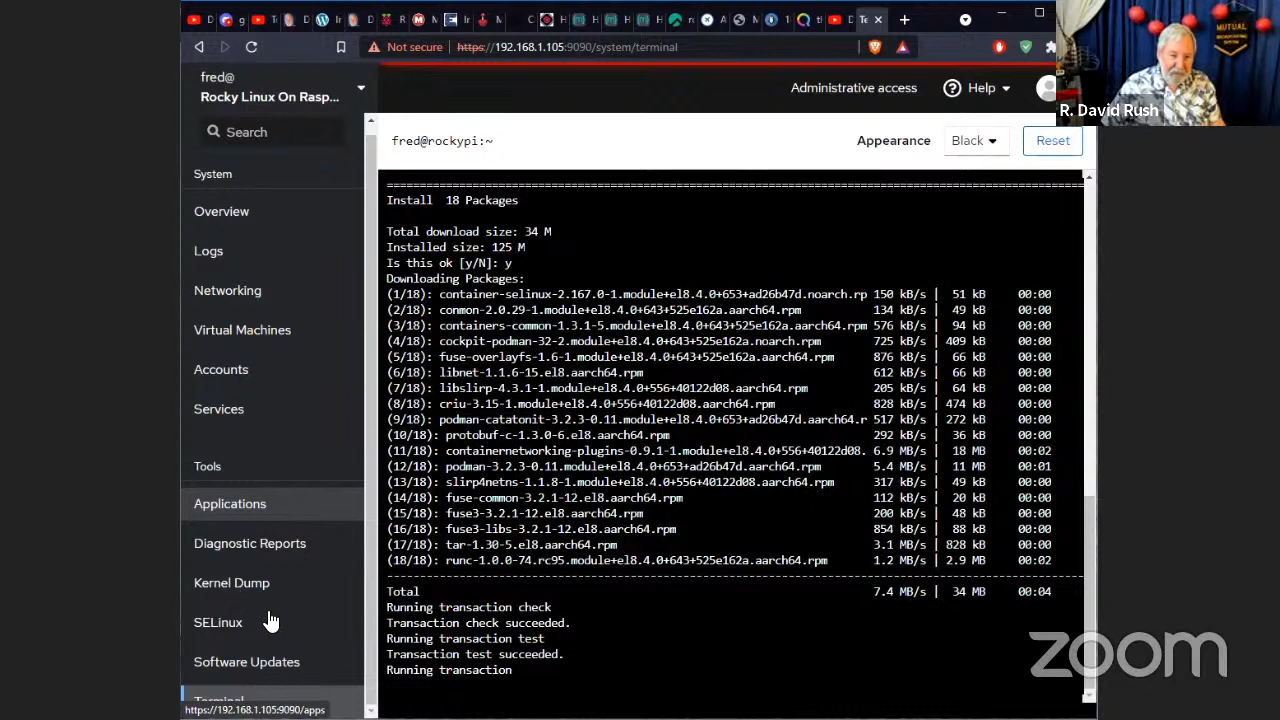 Not secure
https://192.168.1.105:9090/system/terminal
MUTUAL
BROADCASTING
SYSTEM
R. David Rush
fred@
Rocky Linux On Rasp...
Search
System
Overview
Logs
Networking
Virtual Machines
Accounts
Services
Tools
Applications
Diagnostic Reports
Kernel Dump
SELinux
Software Updates
Terminal
https://192.168.1.105:9090/apps
Administrative access
Help
fred@rockypi:~
Appearance
Black
Reset
================================================================================
Install  18 Packages
Total download size: 34 M
Installed size: 125 M
Is this ok [y/N]: y
Downloading Packages:
(1/18): container-selinux-2.167.0-1.module+el8.4.0+653+ad26b47d.noarch.rp 150 kB/s |  51 kB     00:00
(2/18): conmon-2.0.29-1.module+el8.4.0+643+525e162a.aarch64.rpm 134 kB/s |  49 kB     00:00
(3/18): containers-common-1.3.1-5.module+el8.4.0+643+525e162a.aarch64.rpm 576 kB/s |  94 kB     00:00
(4/18): cockpit-podman-32-2.module+el8.4.0+643+525e162a.noarch.rpm 725 kB/s | 409 kB     00:00
(5/18): fuse-overlayfs-1.6-1.module+el8.4.0+643+525e162a.aarch64.rpm 876 kB/s |  66 kB     00:00
(6/18): libnet-1.1.6-15.el8.aarch64.rpm 612 kB/s |  66 kB     00:00
(7/18): libslirp-4.3.1-1.module+el8.4.0+556+40122d08.aarch64.rpm 205 kB/s |  64 kB     00:00
(8/18): criu-3.15-1.module+el8.4.0+556+40122d08.aarch64.rpm 828 kB/s | 474 kB     00:00
(9/18): podman-catatonit-3.2.3-0.11.module+el8.4.0+653+ad26b47d.aarch64.r 517 kB/s | 272 kB     00:00
(10/18): protobuf-c-1.3.0-6.el8.aarch64.rpm 292 kB/s |  36 kB     00:00
(11/18): containernetworking-plugins-0.9.1-1.module+el8.4.0+556+40122d08. 6.9 MB/s |  18 MB     00:02
(12/18): podman-3.2.3-0.11.module+el8.4.0+653+ad26b47d.aarch64.rpm 5.4 MB/s |  11 MB     00:01
(13/18): slirp4netns-1.1.8-1.module+el8.4.0+556+40122d08.aarch64.rpm 317 kB/s |  49 kB     00:00
(14/18): fuse-common-3.2.1-12.el8.aarch64.rpm 112 kB/s |  20 kB     00:00
(15/18): fuse3-3.2.1-12.el8.aarch64.rpm 200 kB/s |  48 kB     00:00
(16/18): fuse3-libs-3.2.1-12.el8.aarch64.rpm 854 kB/s |  88 kB     00:00
(17/18): tar-1.30-5.el8.aarch64.rpm 3.1 MB/s | 828 kB     00:00
(18/18): runc-1.0.0-74.rc95.module+el8.4.0+643+525e162a.aarch64.rpm 1.2 MB/s | 2.9 MB     00:02
--------------------------------------------------------------------------------
Total 7.4 MB/s |  34 MB     00:04
Running transaction check
Transaction check succeeded.
Running transaction test
Transaction test succeeded.
Running transaction
zoom